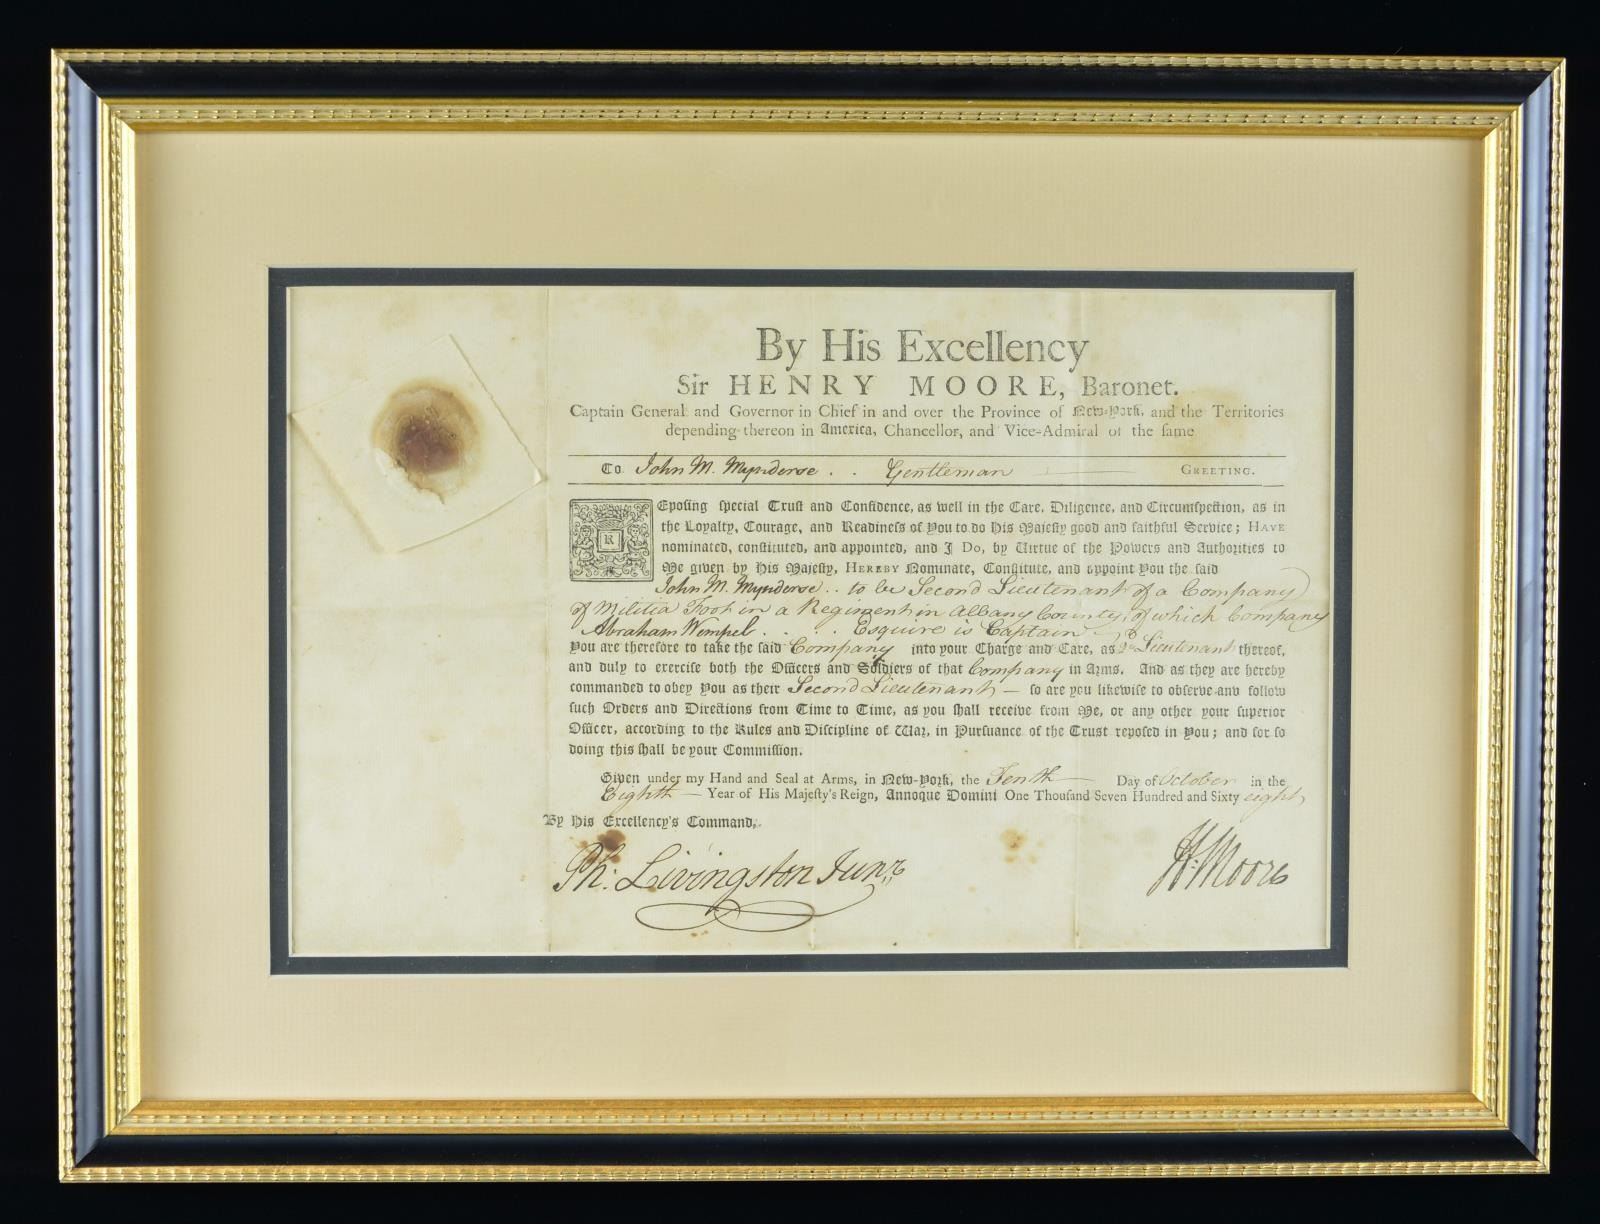 By His Excellency
Sir HENRY MOORE, Baronet.
Captain General and Governor in Chief in and over the Province of New-York, and the Territories
depending thereon in America, Chancellor, and Vice-Admiral of the same
To John M. Mynderse . . Gentleman GREETING.
REposing special Trust and Confidence, as well in the Care, Diligence, and Circumspection, as in
the Loyalty, Courage, and Readiness of You to do His Majesty good and faithful Service; HAVE
nominated, constituted, and appointed, and I Do, by Virtue of the Powers and Authorities to
Me given by His Majesty, HEREBY Nominate, Constitute, and appoint You the said
John M. Mynderse . . to be Second Lieutenant of a Company
of Militia Foot in a Regiment in Albany County, of which Company
Abraham Wempel . . . . Esquire is Captain
You are therefore to take the said Company into your Charge and Care, as 2d Lieutenant thereof,
and duly to exercise both the Officers and Soldiers of that Company in Arms. And as they are hereby
commanded to obey You as their Second Lieutenant — so are you likewise to observe and follow
such Orders and Directions from Time to Time, as you shall receive from Me, or any other your superior
Officer, according to the Rules and Discipline of War, in Pursuance of the Trust reposed in You; and for so
doing this shall be your Commission.
Given under my Hand and Seal at Arms, in New-York, the Tenth — Day of October in the
Eighth — Year of His Majesty's Reign, Annoque Domini One Thousand Seven Hundred and Sixty eight,
By His Excellency's Command,
Ph: Livingston Junr
H: Moore